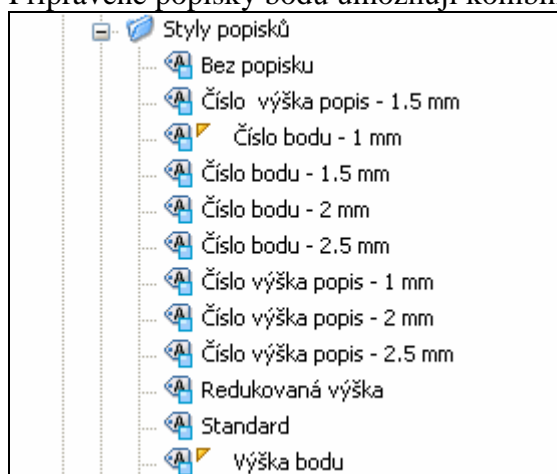 Připravené popisky bodů umožňují kombin
Styly popisků
Bez popisku
Číslo  výška popis - 1.5 mm
Číslo bodu - 1 mm
Číslo bodu - 1.5 mm
Číslo bodu - 2 mm
Číslo bodu - 2.5 mm
Číslo výška popis - 1 mm
Číslo výška popis - 2 mm
Číslo výška popis - 2.5 mm
Redukovaná výška
Standard
Výška bodu